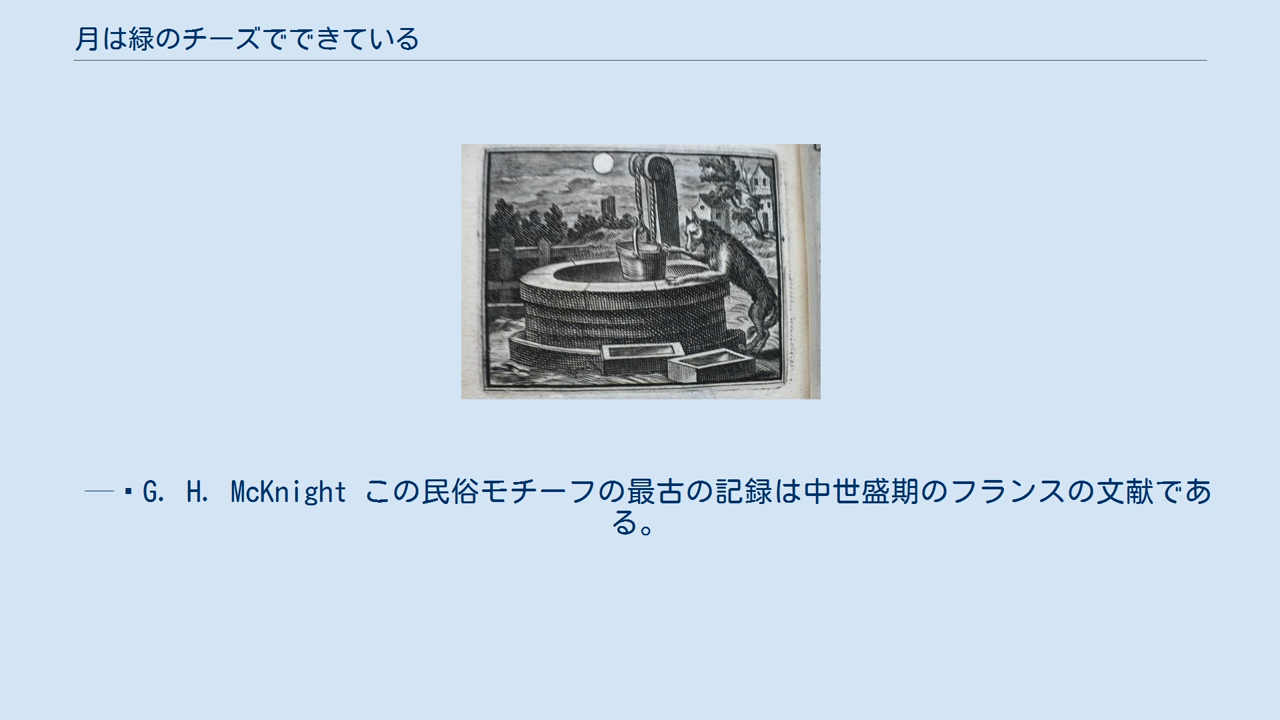 月は緑のチーズでできている
—▪G. H. McKnight この民俗モチーフの最古の記録は中世盛期のフランスの文献であ
る。